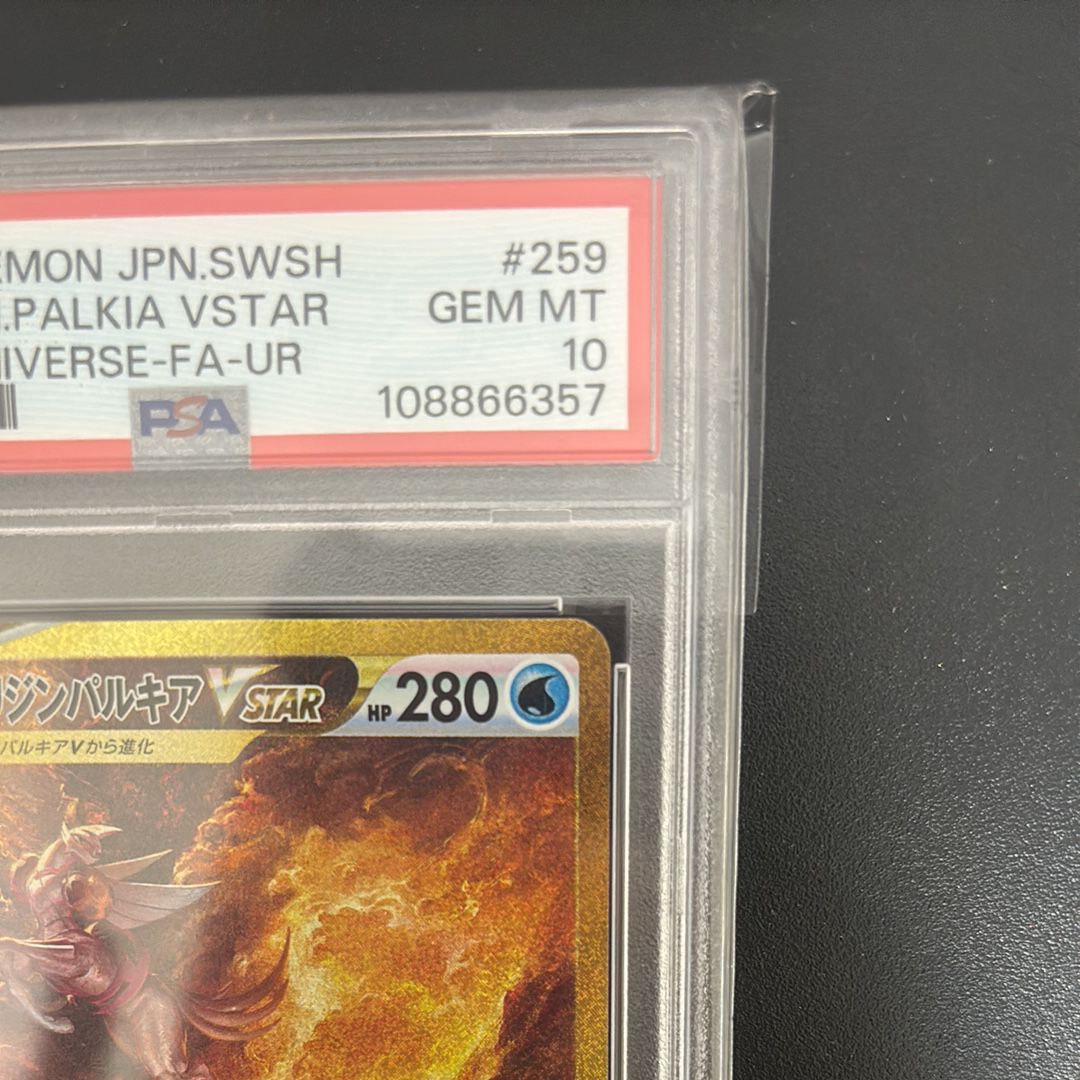 EMON JPN.SWSH #259
.PALKIA VSTAR GEM MT
IVERSE-FA-UR 10
PSA 108866357
ジンパルキア VSTAR HP 280
パルキアVから進化